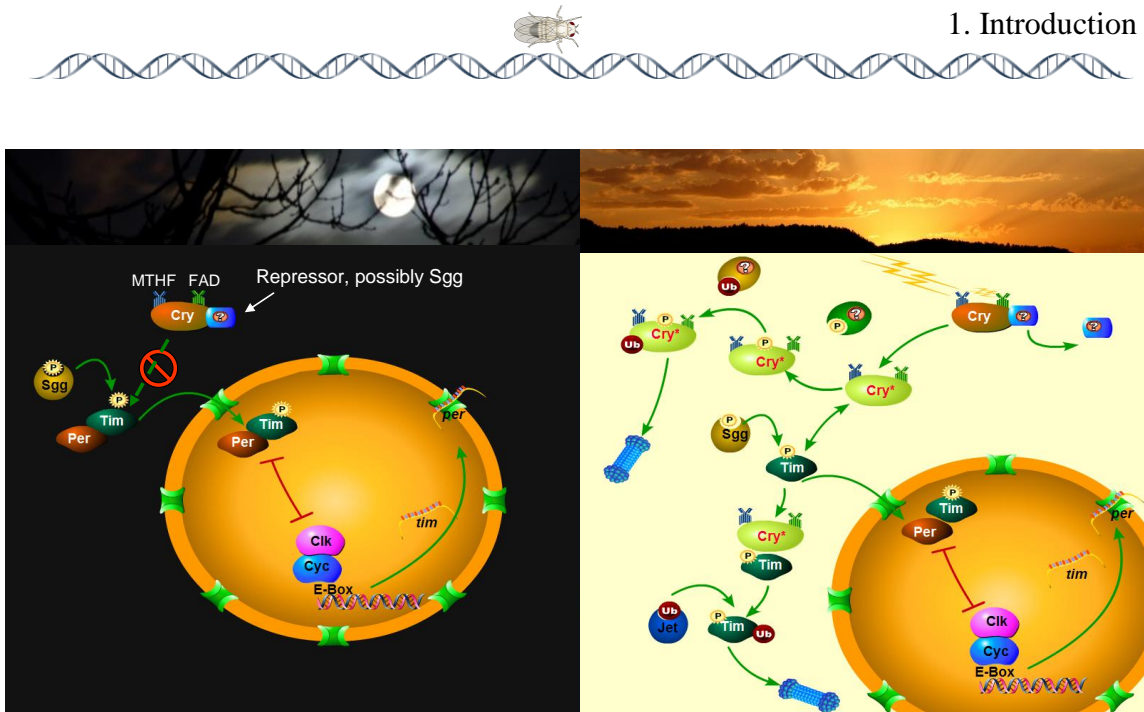 1. Introduction
MTHF FAD
Repressor, possibly Sgg
Cry
?
P
Sgg
P
Tim
Per
P
Tim
Per
per
tim
Clk
Cyc
E-Box
?
Ub
?
P
Cry
?
?
P
Cry*
Ub
P
Cry*
Cry*
P
Sgg
P
Tim
Cry*
P
Tim
Ub
Jet
P
Tim
Ub
P
Tim
Per
per
tim
Clk
Cyc
E-Box